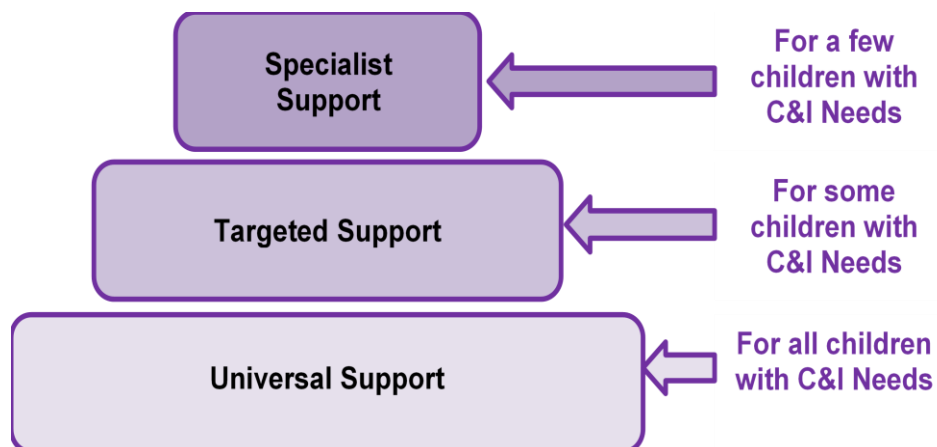 Specialist
Support
For a few
children with
C&I Needs
Targeted Support
For some
children with
C&I Needs
Universal Support
For all children
with C&I Needs